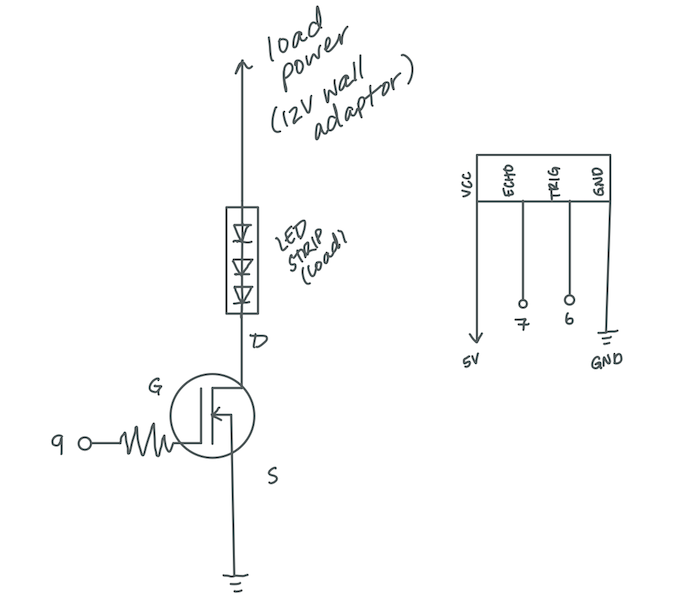 load
power
(12V wall
adaptor)
LED
STRIP
(load)
D
G
9
S
VCC
ECHO
TRIG
GND
7
6
5V
GND